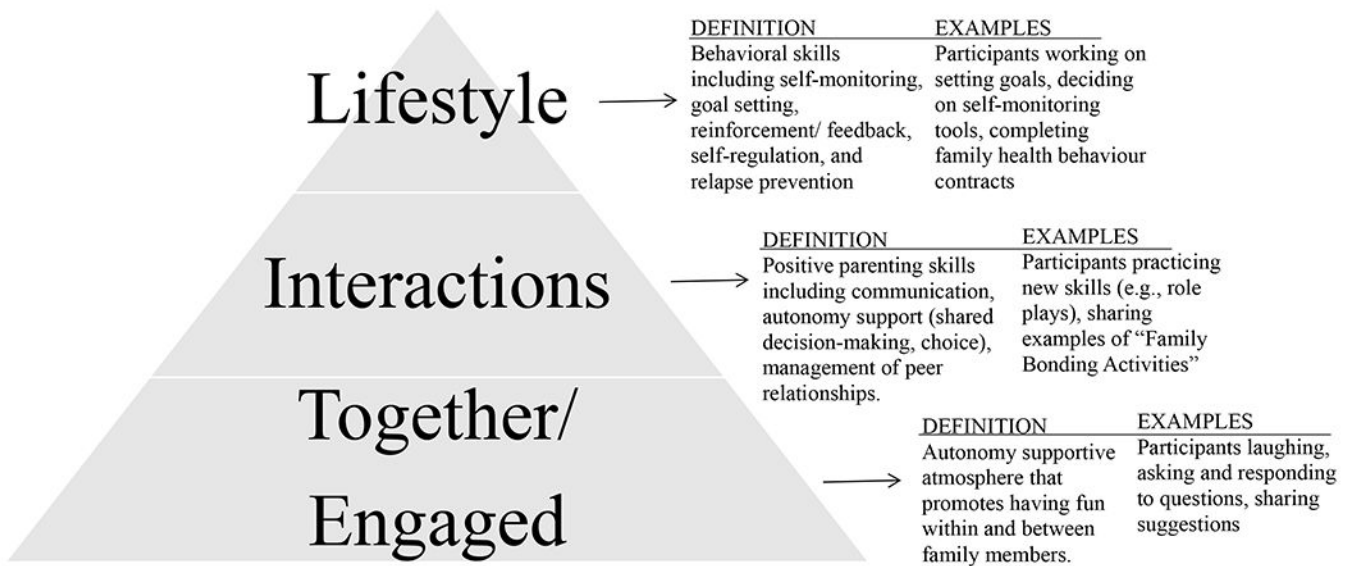 Lifestyle
DEFINITION
Behavioral skills
including self-monitoring,
goal setting,
reinforcement/ feedback,
self-regulation, and
relapse prevention
EXAMPLES
Participants working on
setting goals, deciding
on self-monitoring
tools, completing
family health behaviour
contracts
Interactions
DEFINITION
Positive parenting skills
including communication,
autonomy support (shared
decision-making, choice),
management of peer
relationships.
EXAMPLES
Participants practicing
new skills (e.g., role
plays), sharing
examples of “Family
Bonding Activities”
Together/
Engaged
DEFINITION
Autonomy supportive
atmosphere that
promotes having fun
within and between
family members.
EXAMPLES
Participants laughing,
asking and responding
to questions, sharing
suggestions